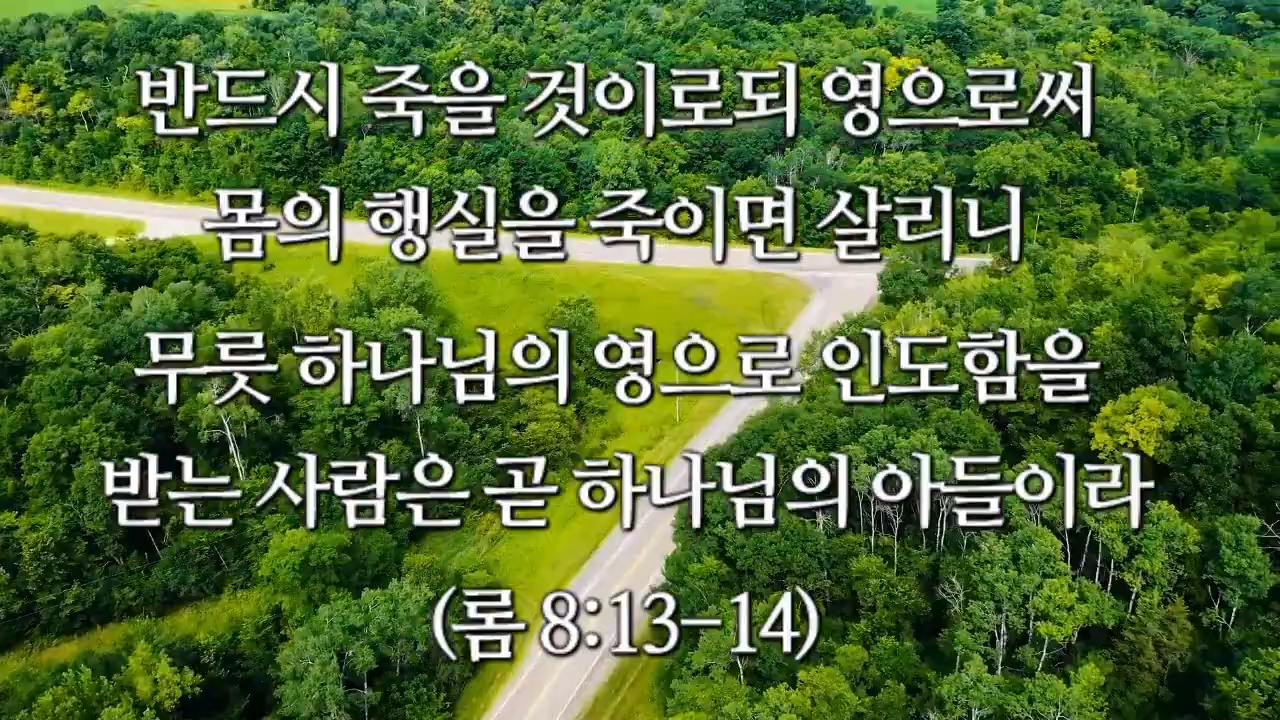 반드시 죽을 것이로되 영으로써
몸의 행실을 죽이면 살리니
무릇 하나님의 영으로 인도함을
받는 사람은 곧 하나님의 아들이라
(롬 8:13-14)